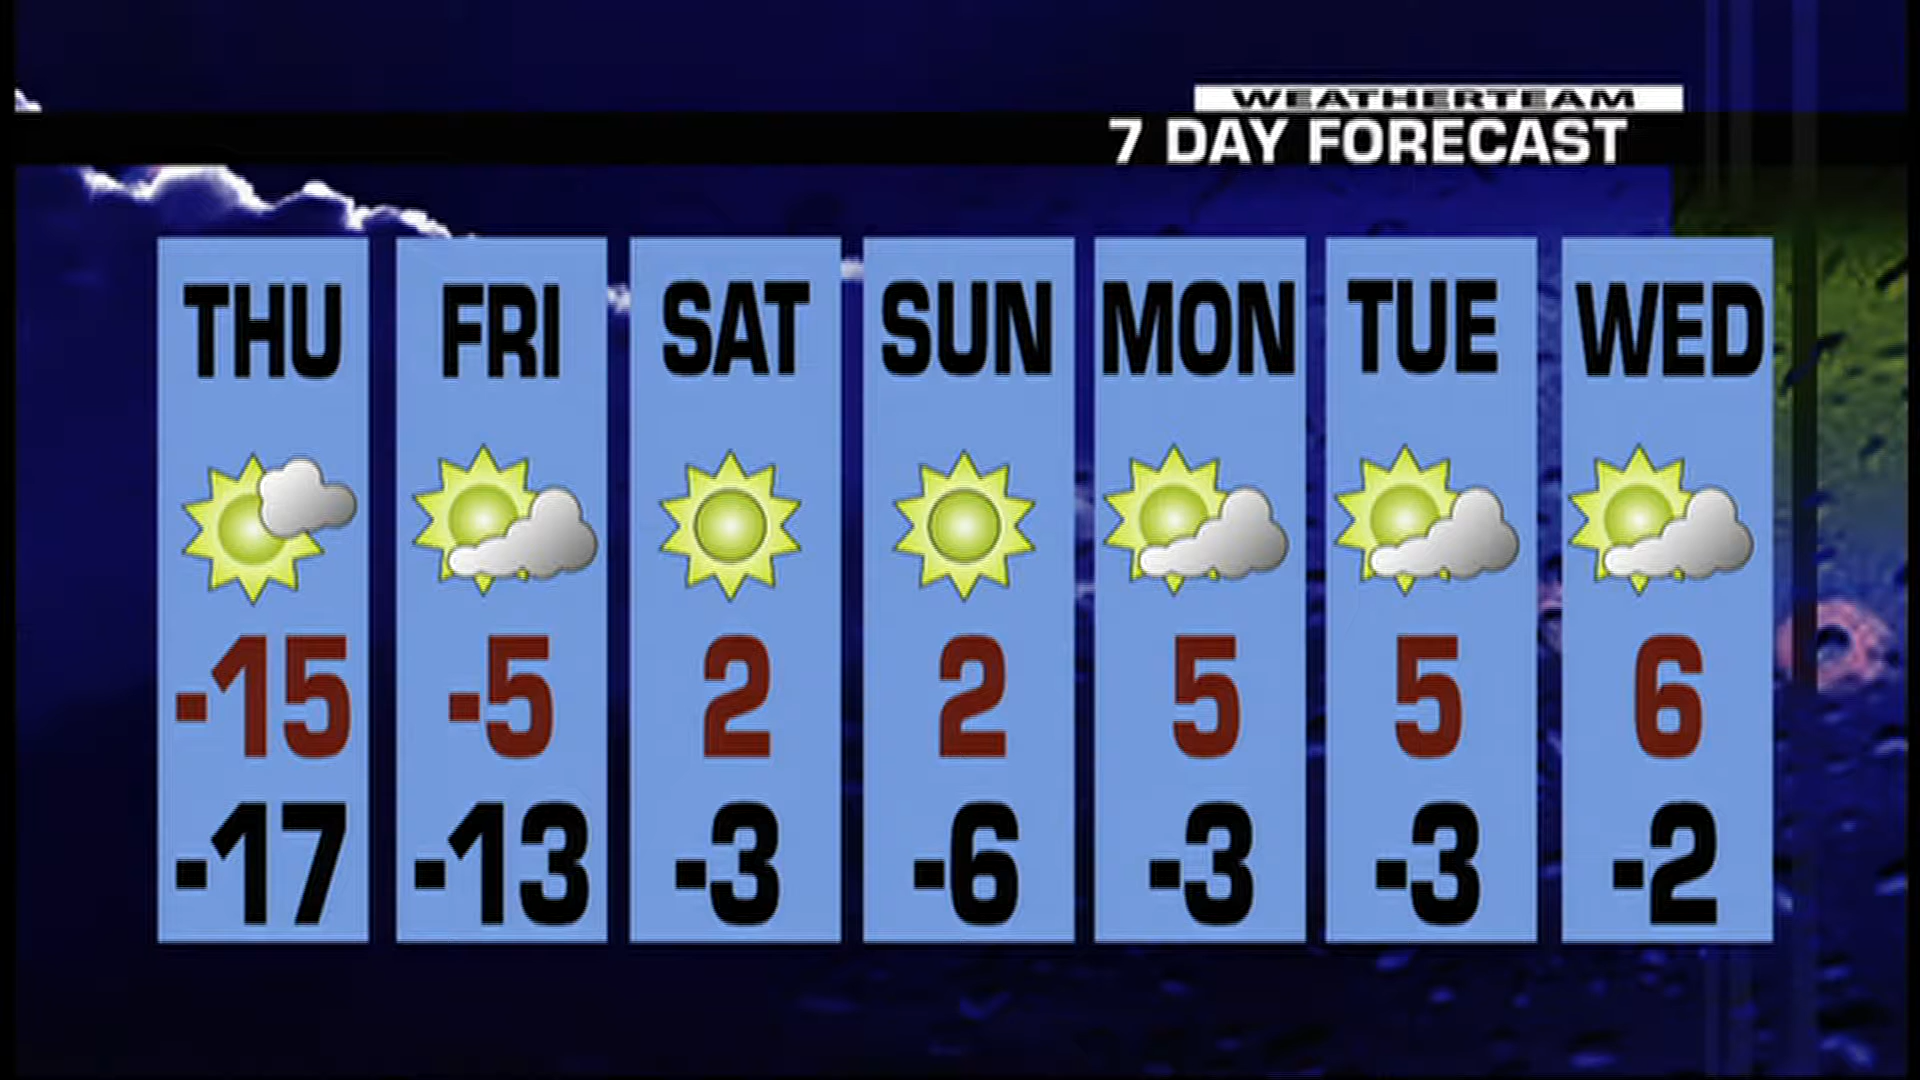 WEATHERTEAM
7 DAY FORECAST
THU FRI SAT SUN MON TUE WED
-15 -5 2 2 5 5 6
-17 -13 -3 -6 -3 -3 -2